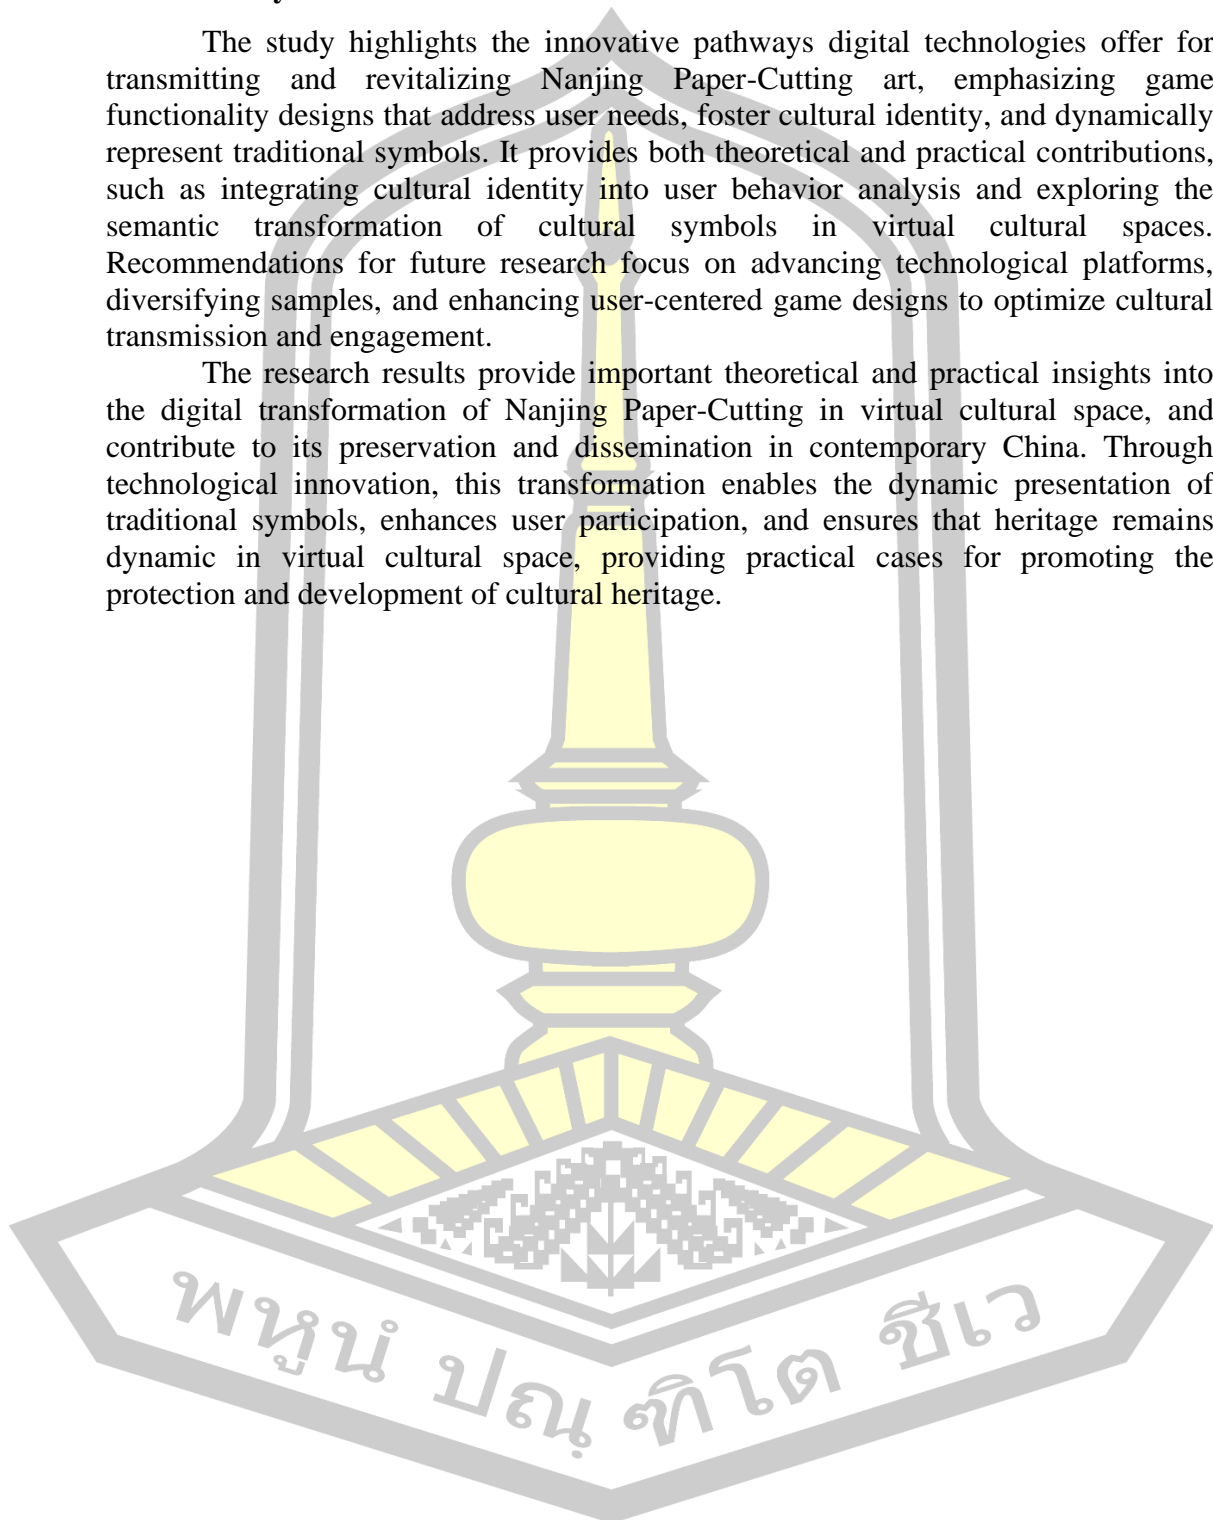 The study highlights the innovative pathways digital technologies offer for
transmitting and revitalizing Nanjing Paper-Cutting art, emphasizing game
functionality designs that address user needs, foster cultural identity, and dynamically
represent traditional symbols. It provides both theoretical and practical contributions,
such as integrating cultural identity into user behavior analysis and exploring the
semantic transformation of cultural symbols in virtual cultural spaces.
Recommendations for future research focus on advancing technological platforms,
diversifying samples, and enhancing user-centered game designs to optimize cultural
transmission and engagement.
The research results provide important theoretical and practical insights into
the digital transformation of Nanjing Paper-Cutting in virtual cultural space, and
contribute to its preservation and dissemination in contemporary China. Through
technological innovation, this transformation enables the dynamic presentation of
traditional symbols, enhances user participation, and ensures that heritage remains
dynamic in virtual cultural space, providing practical cases for promoting the
protection and development of cultural heritage.
พหูนํ ปณฺฑิโต ชีเว